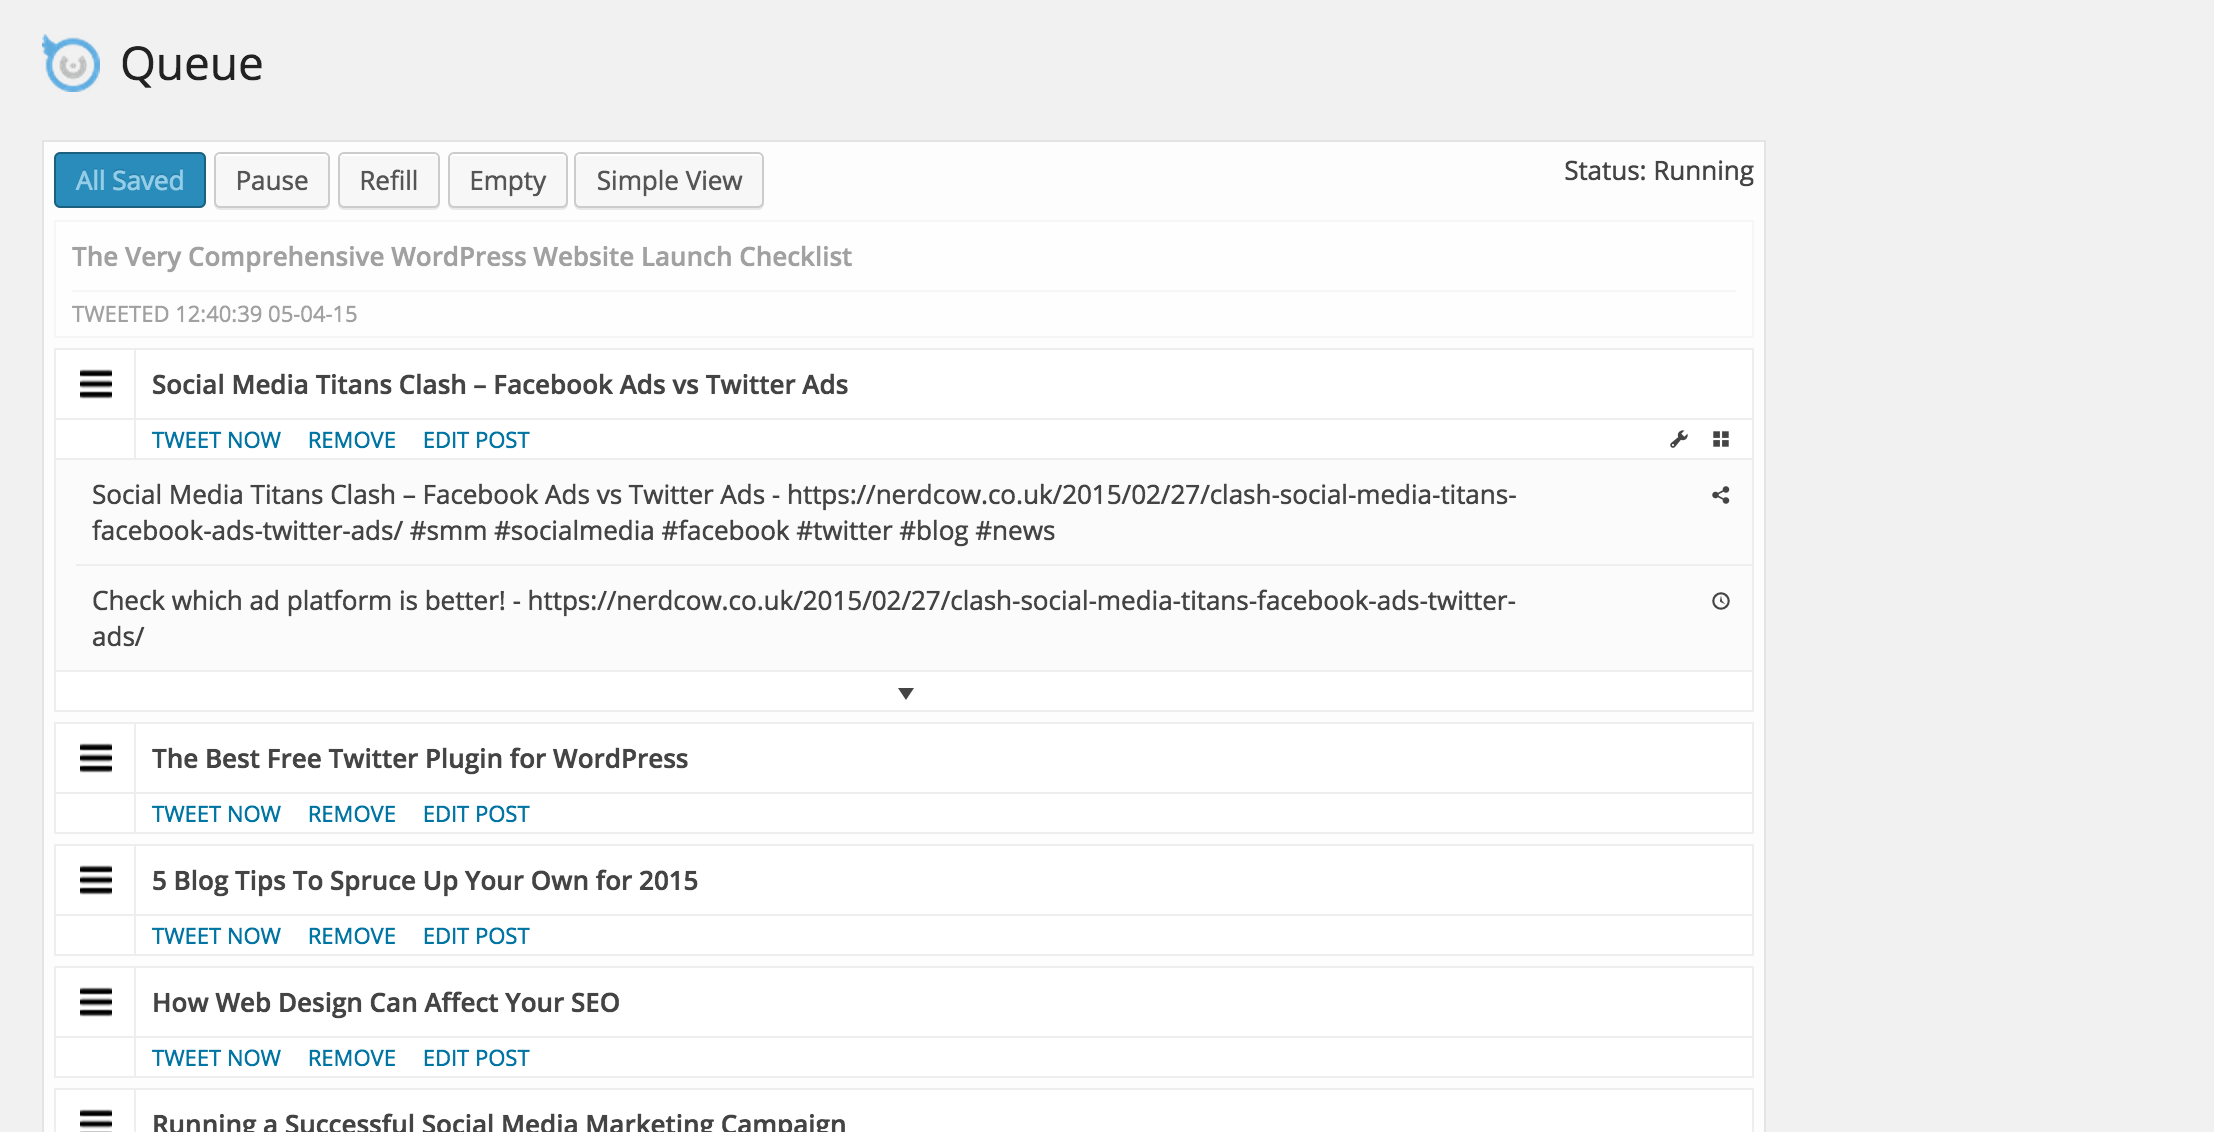 Queue
All Saved Pause Refill Empty Simple View Status: Running
The Very Comprehensive WordPress Website Launch Checklist
TWEETED 12:40:39 05-04-15
Social Media Titans Clash – Facebook Ads vs Twitter Ads
TWEET NOW REMOVE EDIT POST
Social Media Titans Clash – Facebook Ads vs Twitter Ads - https://nerdcow.co.uk/2015/02/27/clash-social-media-titans-
facebook-ads-twitter-ads/ #smm #socialmedia #facebook #twitter #blog #news
Check which ad platform is better! - https://nerdcow.co.uk/2015/02/27/clash-social-media-titans-facebook-ads-twitter-
ads/
The Best Free Twitter Plugin for WordPress
TWEET NOW REMOVE EDIT POST
5 Blog Tips To Spruce Up Your Own for 2015
TWEET NOW REMOVE EDIT POST
How Web Design Can Affect Your SEO
TWEET NOW REMOVE EDIT POST
Running a Successful Social Media Marketing Campaign